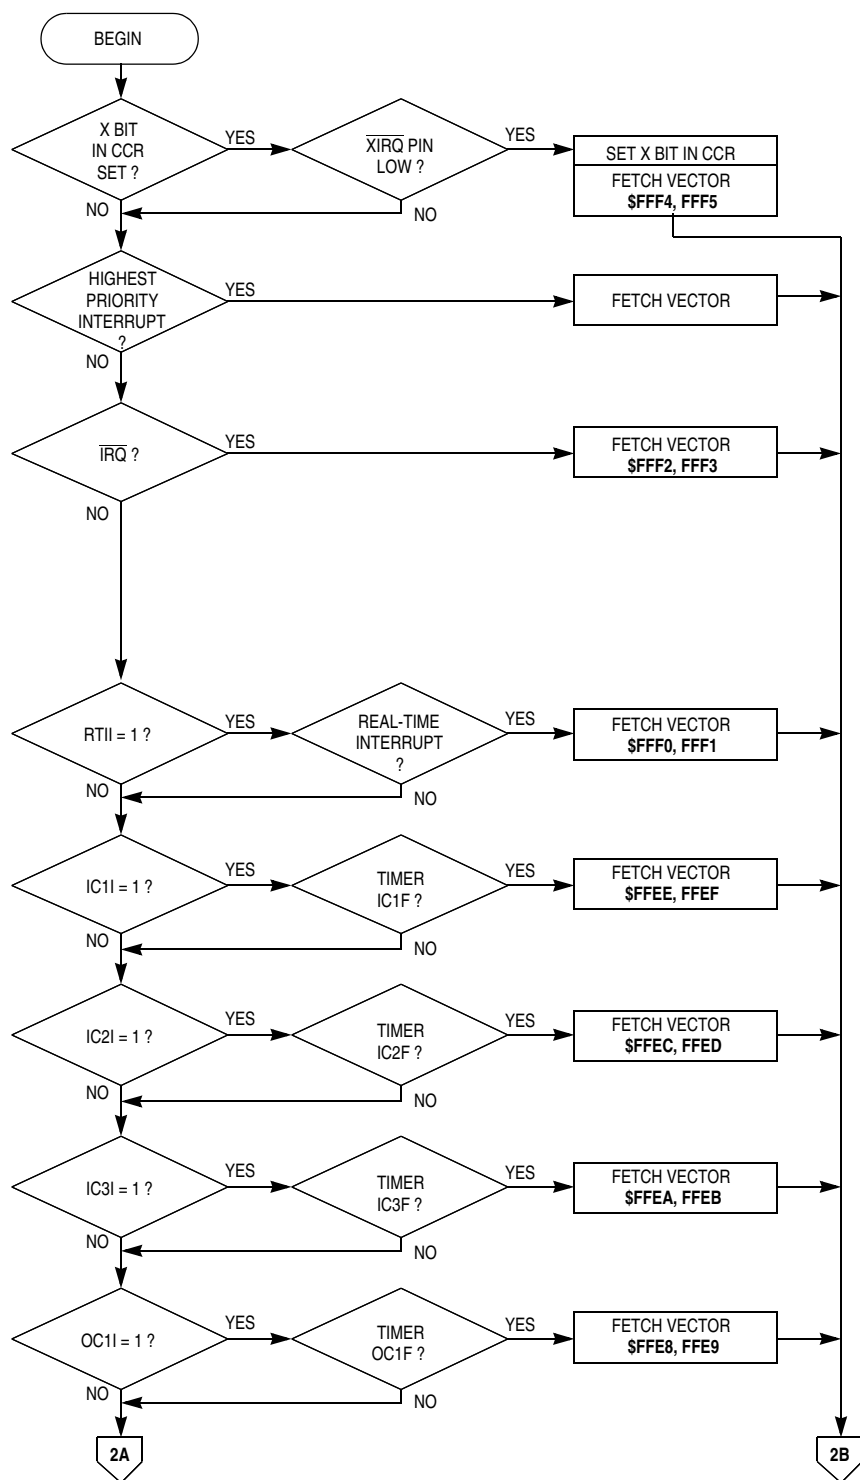 BEGIN
X BIT
IN CCR
SET ?
YES
XIRQ PIN
LOW ?
YES
SET X BIT IN CCR
FETCH VECTOR
$FFF4, FFF5
NO
NO
HIGHEST
PRIORITY
INTERRUPT
?
YES
FETCH VECTOR
NO
IRQ ?
YES
FETCH VECTOR
$FFF2, FFF3
NO
RTII = 1 ?
YES
REAL-TIME
INTERRUPT
?
YES
FETCH VECTOR
$FFF0, FFF1
NO
NO
IC1I = 1 ?
YES
TIMER
IC1F ?
YES
FETCH VECTOR
$FFEE, FFEF
NO
NO
IC2I = 1 ?
YES
TIMER
IC2F ?
YES
FETCH VECTOR
$FFEC, FFED
NO
NO
IC3I = 1 ?
YES
TIMER
IC3F ?
YES
FETCH VECTOR
$FFEA, FFEB
NO
NO
OC1I = 1 ?
YES
TIMER
OC1F ?
YES
FETCH VECTOR
$FFE8, FFE9
NO
NO
2A
2B